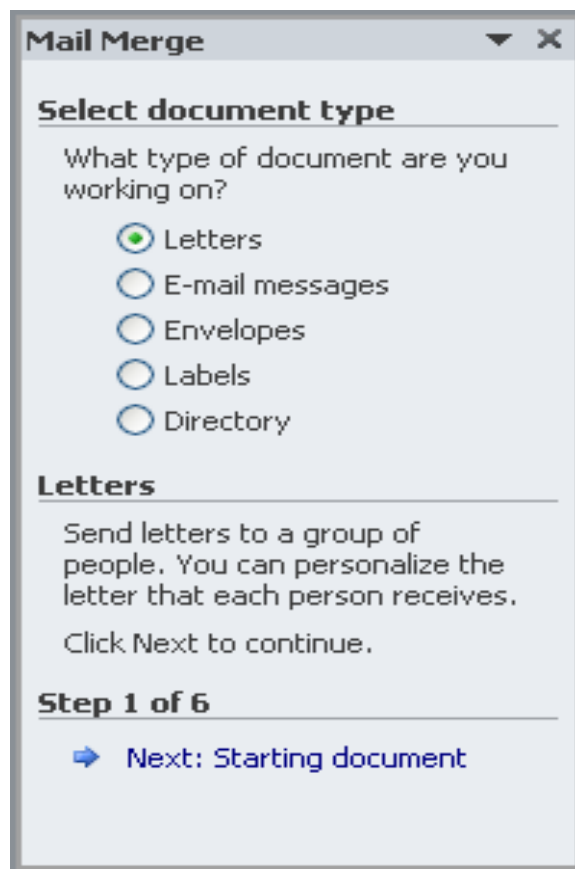 Mail Merge
Select document type
What type of document are you
working on?
Letters
E-mail messages
Envelopes
Labels
Directory
Letters
Send letters to a group of
people. You can personalize the
letter that each person receives.
Click Next to continue.
Step 1 of 6
Next: Starting document